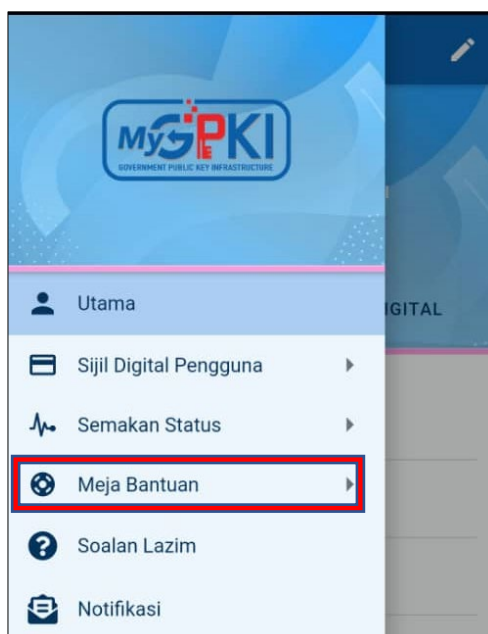 MyGPKI
GOVERNMENT PUBLIC KEY INFRASTRUCTURE
Utama
IGITAL
Sijil Digital Pengguna
Semakan Status
Meja Bantuan
Soalan Lazim
Notifikasi